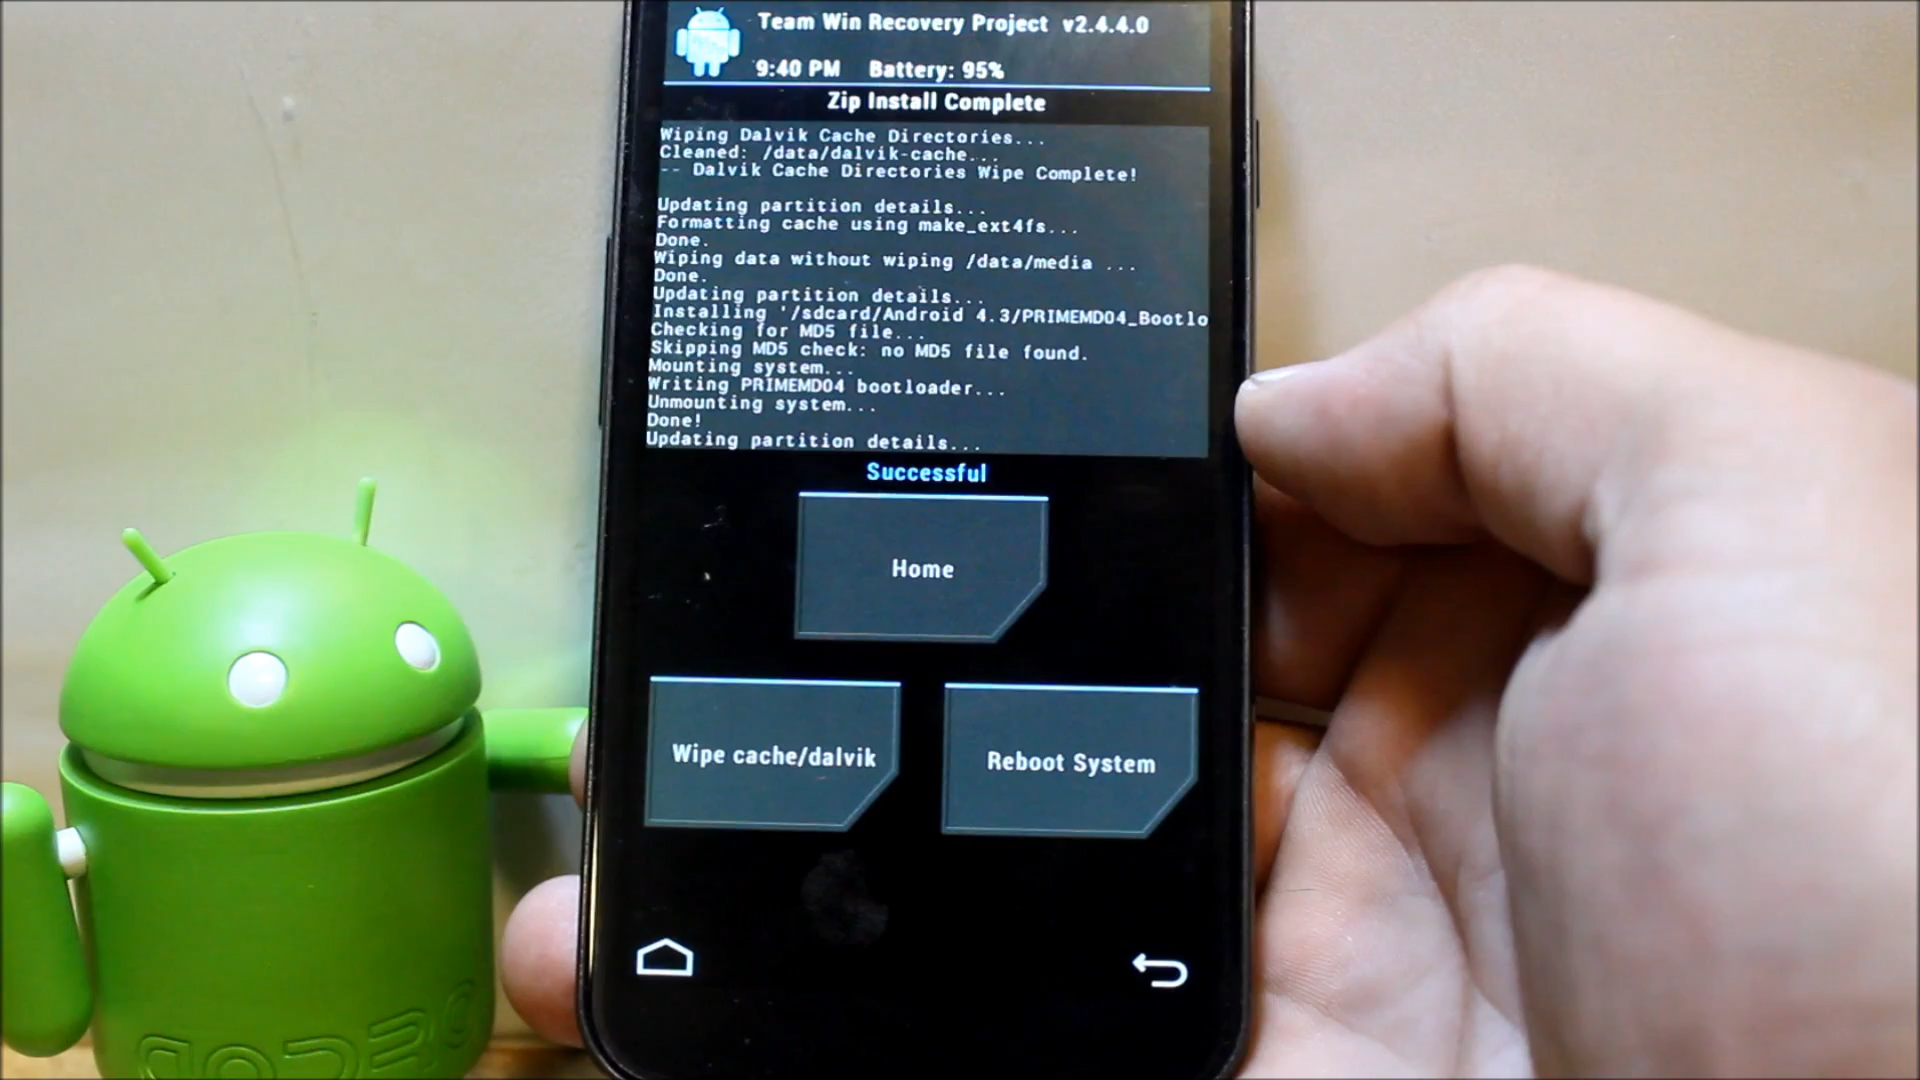 Team Win Recovery Project v2.4.4.0
9:40 PM Battery: 95%
Zip Install Complete
Wiping Dalvik Cache Directories...
Cleaned: /data/dalvik-cache...
-- Dalvik Cache Directories Wipe Complete!
Updating partition details...
Formatting cache using make_ext4fs...
Done.
Wiping data without wiping /data/media ...
Done.
Updating partition details...
Installing '/sdcard/Android 4.3/PRIMEMD04_Bootlo
Checking for MD5 file...
Skipping MD5 check: no MD5 file found.
Mounting system...
Writing PRIMEMD04 bootloader...
Unmounting system...
Done!
Updating partition details...
Successful
Home
Wipe cache/dalvik
Reboot System